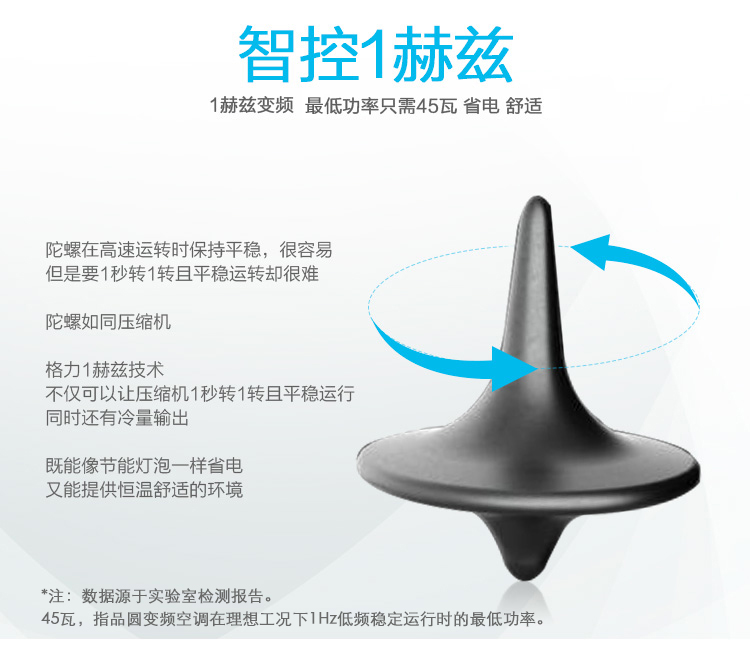 智控1赫兹
1赫兹变频 最低功率只需45瓦 省电 舒适
陀螺在高速运转时保持平稳，很容易
但是要1秒转1转且平稳运转却很难
陀螺如同压缩机
格力1赫兹技术
不仅可以让压缩机1秒转1转且平稳运行
同时还有冷量输出
既能像节能灯泡一样省电
又能提供恒温舒适的环境
*注：数据源于实验室检测报告。
45瓦，指品圆变频空调在理想工况下1Hz低频稳定运行时的最低功率。